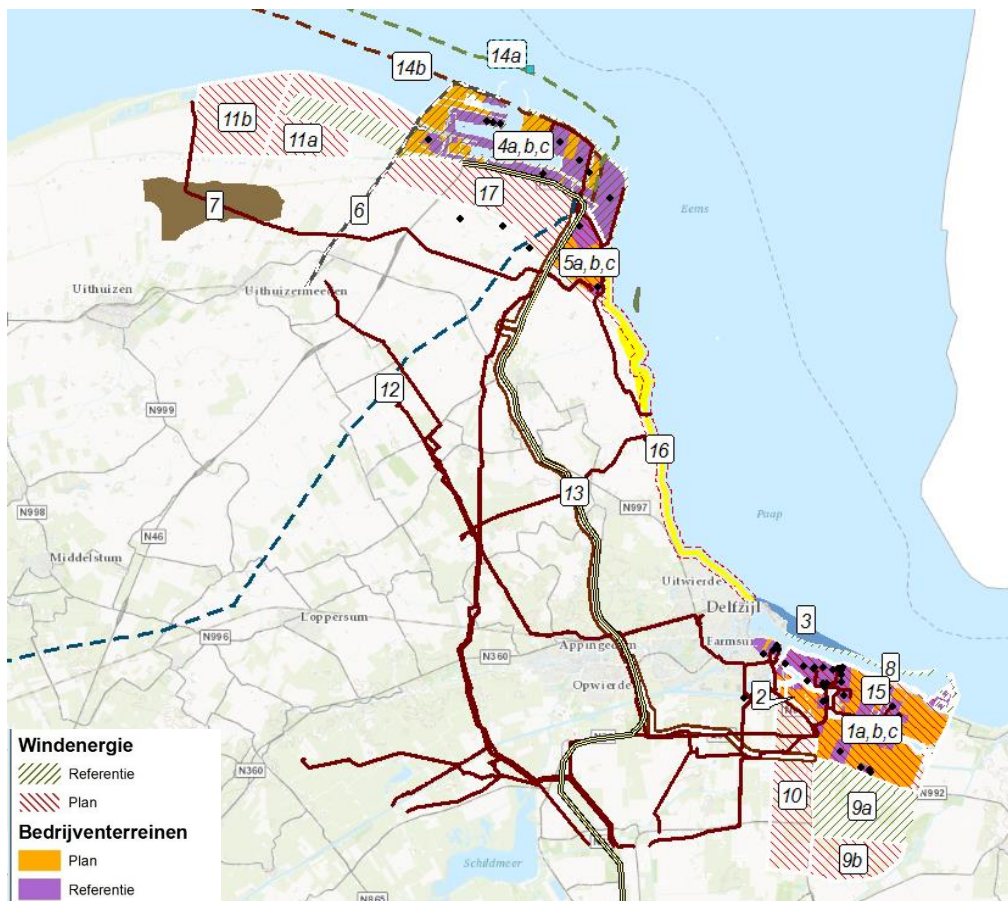 14a
14b
11b
11a
4a,b,c
17
7
6
Eems
5a,b,c
Uithuizen
Uithuizermeeden
12
N999
16
13
N998
N46
N997
Paap
Middelstum
Uitwierde
Delfzijl
3
Loppersum
N996
Farmsum
Appingedam
N360
8
Opwierde
2
15
1a,b,c
Windenergie
Referentie
Plan
N360
10
9a
N992
Bedrijventerreinen
9b
Plan
Schildmeer
Referentie
N865